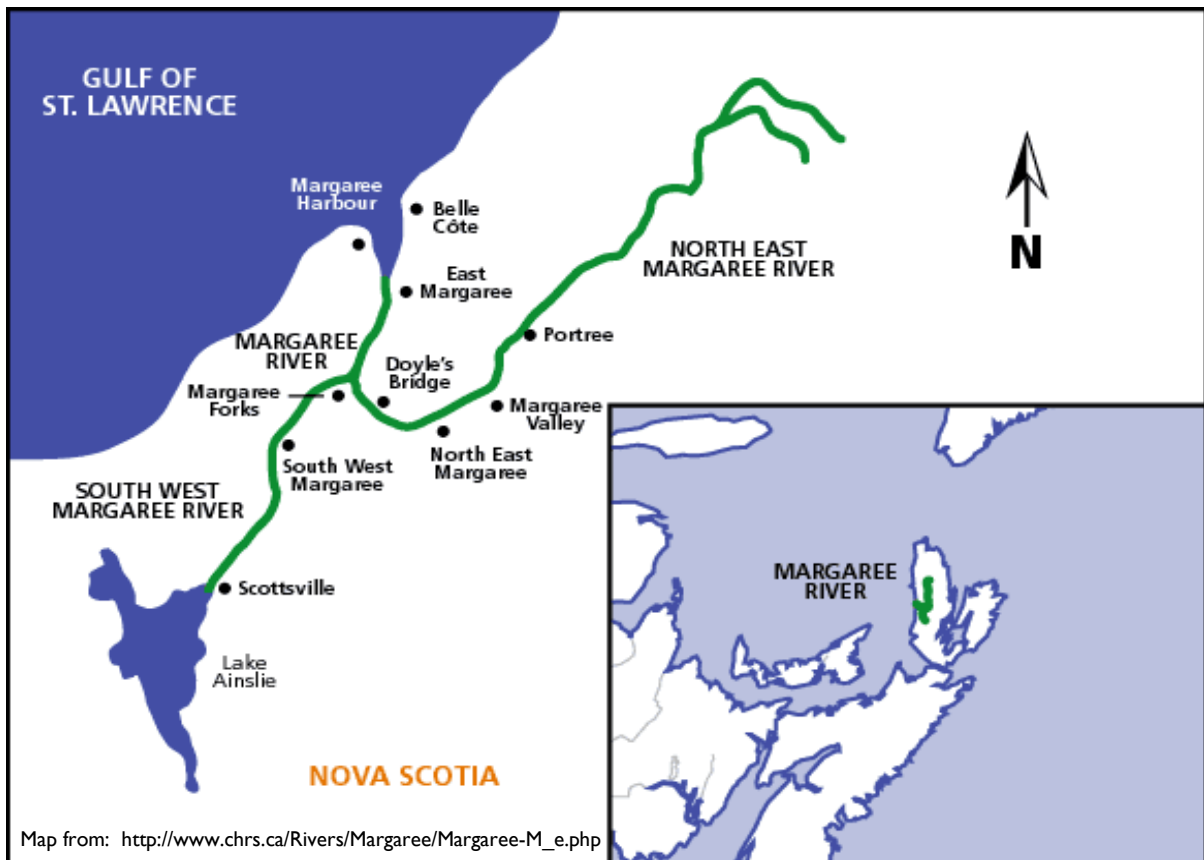 GULF OF
ST. LAWRENCE
Margaree
Harbour
Belle
Côte
N
NORTH EAST
MARGAREE RIVER
East
Margaree
MARGAREE
RIVER
Portree
Doyle's
Bridge
Margaree
Forks
Margaree
Valley
North East
Margaree
South West
Margaree
SOUTH WEST
MARGAREE RIVER
Scottsville
Lake
Ainslie
NOVA SCOTIA
MARGAREE
RIVER
Map from: http://www.chrs.ca/Rivers/Margaree/Margaree-M_e.php